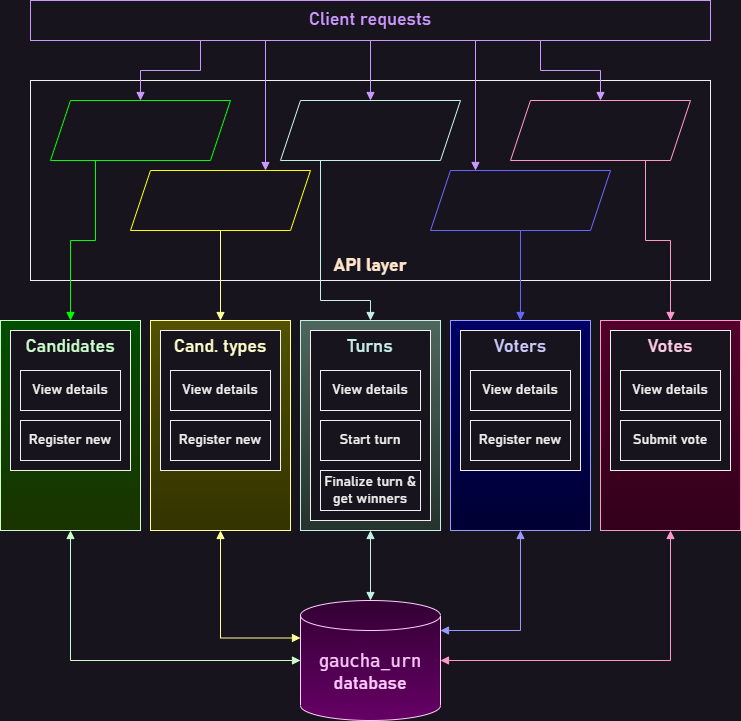 Client requests
API layer
Candidates
View details
Register new
Cand. types
View details
Register new
Turns
View details
Start turn
Finalize turn &
get winners
Voters
View details
Register new
Votes
View details
Submit vote
gaucha_urn
database